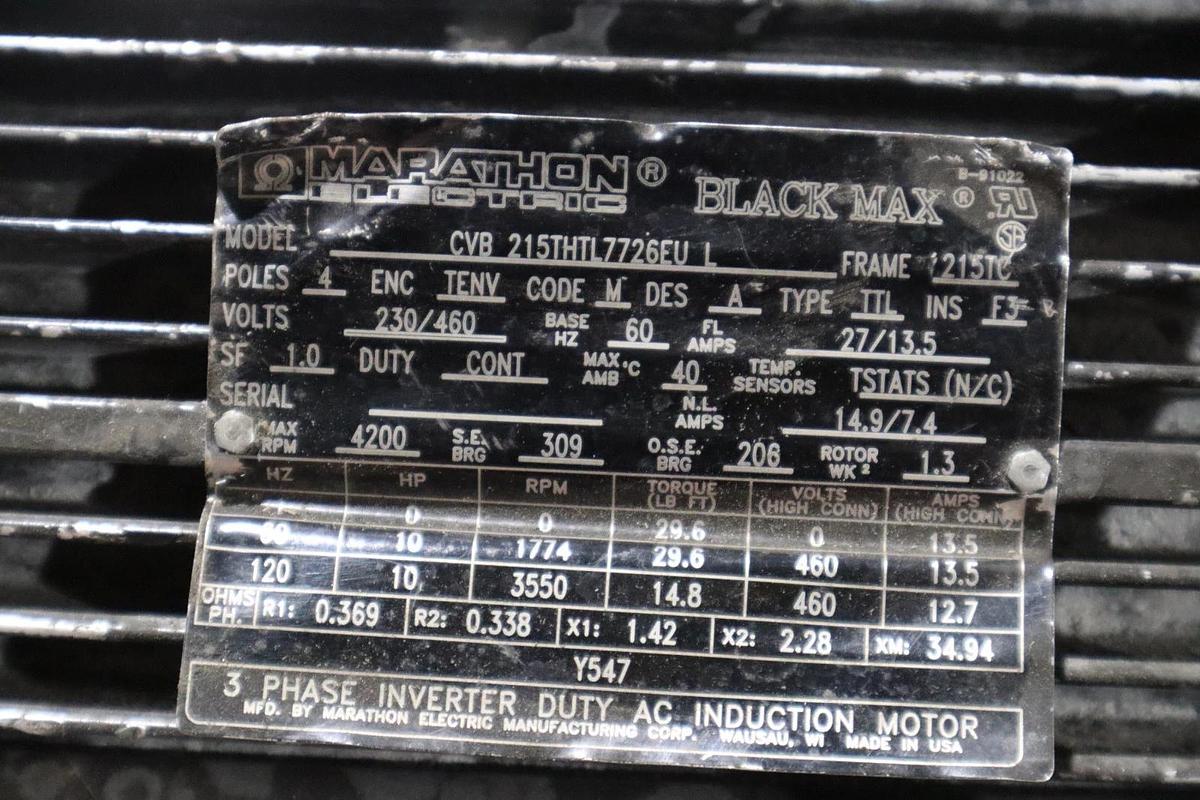 MARATHON ® BLACK MAX ® B-91022
ELECTRIC
MODEL CVB 215THTL7726EU L FRAME 215TC
POLES 4 ENC TENV CODE M DES A TYPE TTL INS F3
VOLTS 230/460 BASE HZ 60 FL AMPS 27/13.5
SF 1.0 DUTY CONT MAX AMB °C 40 TEMP. SENSORS TSTATS (N/C)
SERIAL N.L. AMPS 14.9/7.4
MAX RPM 4200 S.E. BRG 309 O.S.E. BRG 206 ROTOR WK² 1.3
HZ HP RPM TORQUE (LB FT) VOLTS (HIGH CONN) AMPS (HIGH CONN)
0 0 29.6 0 13.5
60 10 1774 29.6 460 13.5
120 10 3550 14.8 460 12.7
OHMS PH. R1: 0.369 R2: 0.338 X1: 1.42 X2: 2.28 XM: 34.94
Y547
3 PHASE INVERTER DUTY AC INDUCTION MOTOR
MFD. BY MARATHON ELECTRIC MANUFACTURING CORP. WAUSAU, WI MADE IN USA